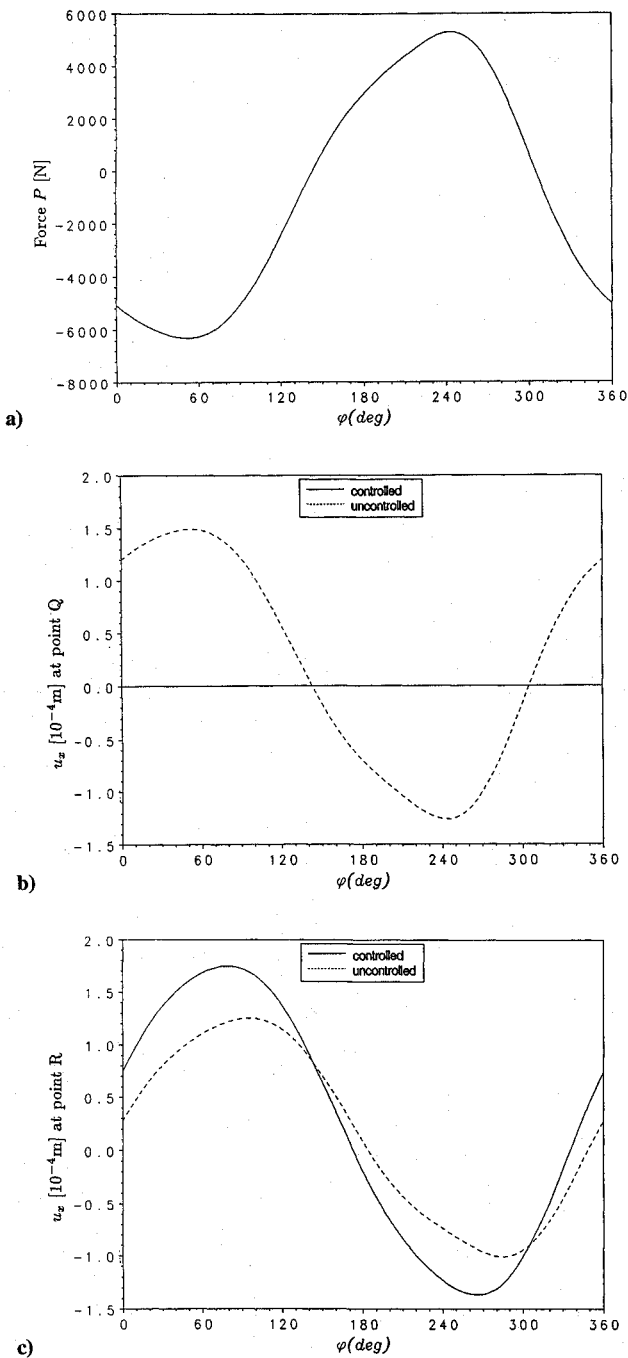 6000
4000
2000
0
-2000
-4000
-6000
-8000
Force P [N]
0 60 120 180 240 300 360
φ(deg)
a)
controlled
uncontrolled
2.0
1.5
1.0
0.5
0.0
-0.5
-1.0
-1.5
u_x [10⁻⁴m] at point Q
0 60 120 180 240 300 360
φ(deg)
b)
controlled
uncontrolled
2.0
1.5
1.0
0.5
0.0
-0.5
-1.0
-1.5
u_x [10⁻⁴m] at point R
0 60 120 180 240 300 360
φ(deg)
c)